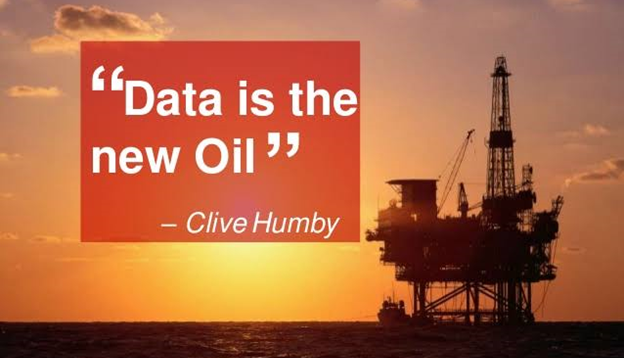 “Data is the
new Oil”
– Clive Humby